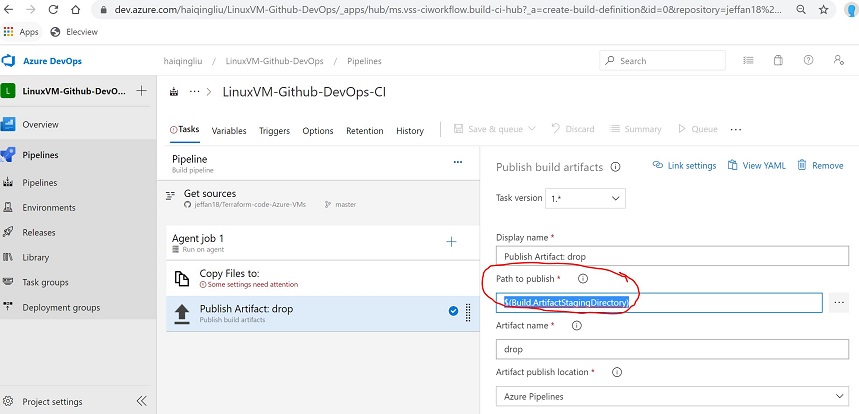 dev.azure.com/haiqingliu/LinuxVM-Github-DevOps/_apps/hub/ms.vss-ciworkflow.build-ci-hub?_a=create-build-definition&id=0&repository=jeffan18%2...
Apps Elecview
Azure DevOps haiqingliu / LinuxVM-Github-DevOps / Pipelines Search
L LinuxVM-Github-DevO... + ... > LinuxVM-Github-DevOps-CI
Overview
Pipelines
Pipelines
Environments
Releases
Library
Task groups
Deployment groups
Project settings
Tasks Variables Triggers Options Retention History Save & queue Discard Summary Queue ...
Pipeline ...
Build pipeline
Get sources
jeffan18/Terraform-code-Azure-VMs master
Agent job 1 +
Run on agent
Copy Files to:
Some settings need attention
Publish Artifact: drop
Publish build artifacts
Publish build artifacts Link settings View YAML Remove
Task version 1.*
Display name *
Publish Artifact: drop
Path to publish *
$(Build.ArtifactStagingDirectory) ...
Artifact name *
drop
Artifact publish location *
Azure Pipelines